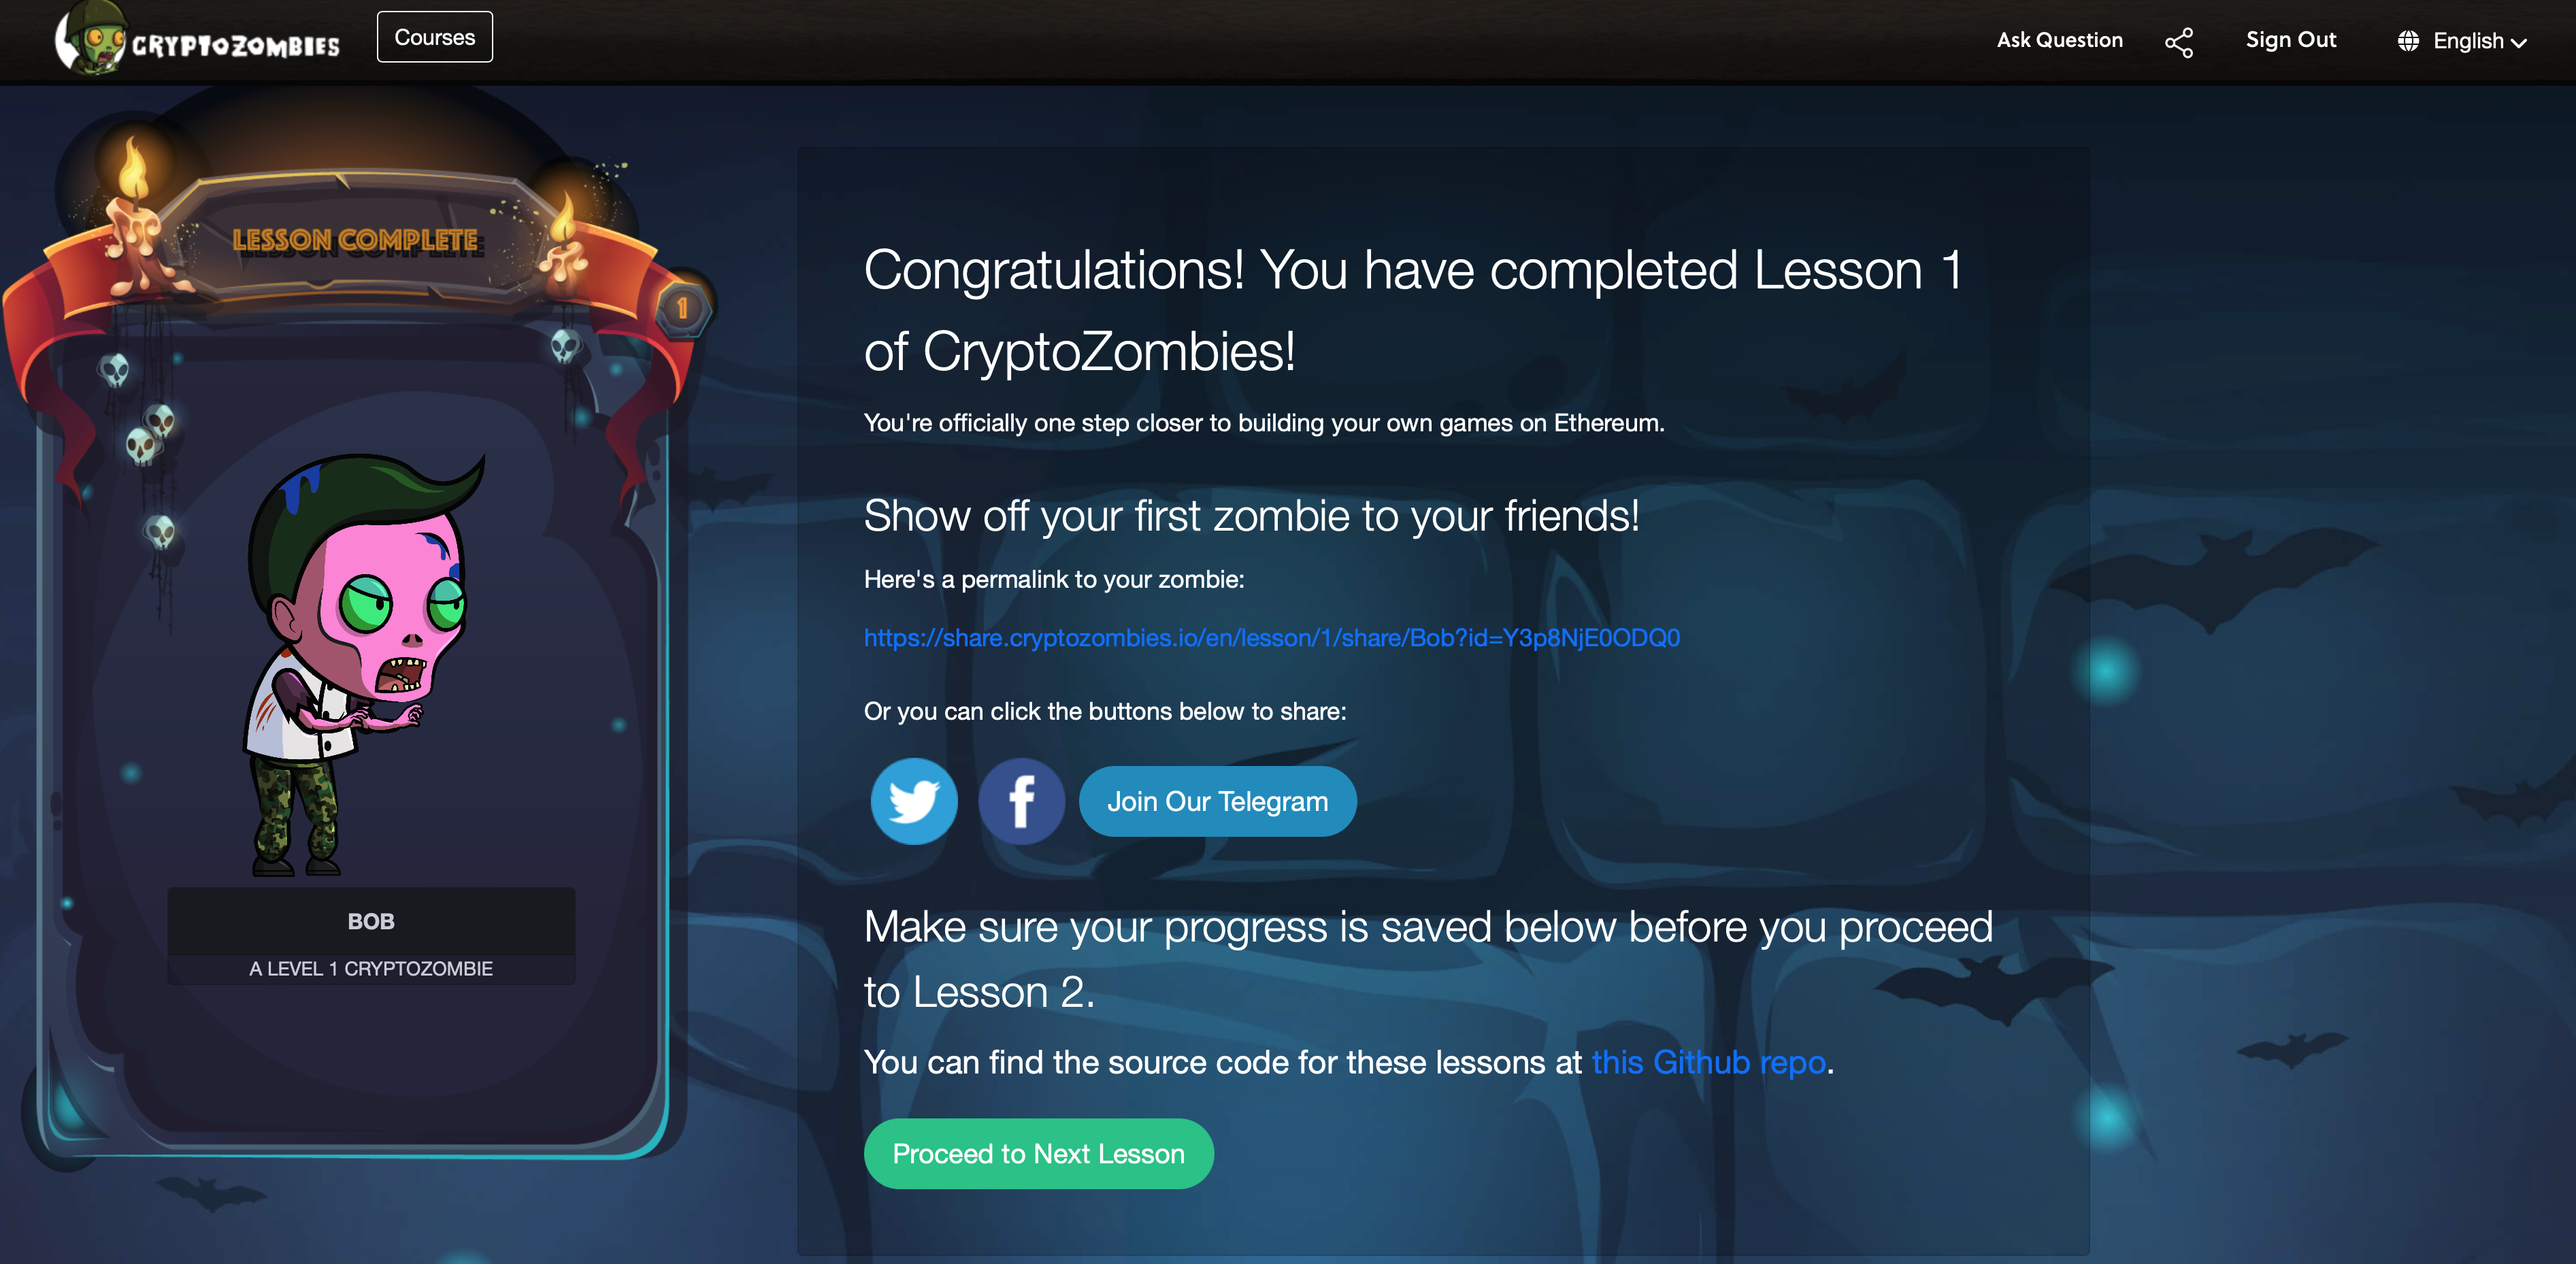 CRYPTOZOMBIES
Courses
Ask Question
Sign Out
English
LESSON COMPLETE
1
BOB
A LEVEL 1 CRYPTOZOMBIE
Congratulations! You have completed Lesson 1
of CryptoZombies!
You're officially one step closer to building your own games on Ethereum.
Show off your first zombie to your friends!
Here's a permalink to your zombie:
https://share.cryptozombies.io/en/lesson/1/share/Bob?id=Y3p8NjE0ODQ0
Or you can click the buttons below to share:
Join Our Telegram
Make sure your progress is saved below before you proceed
to Lesson 2.
You can find the source code for these lessons at this Github repo.
Proceed to Next Lesson